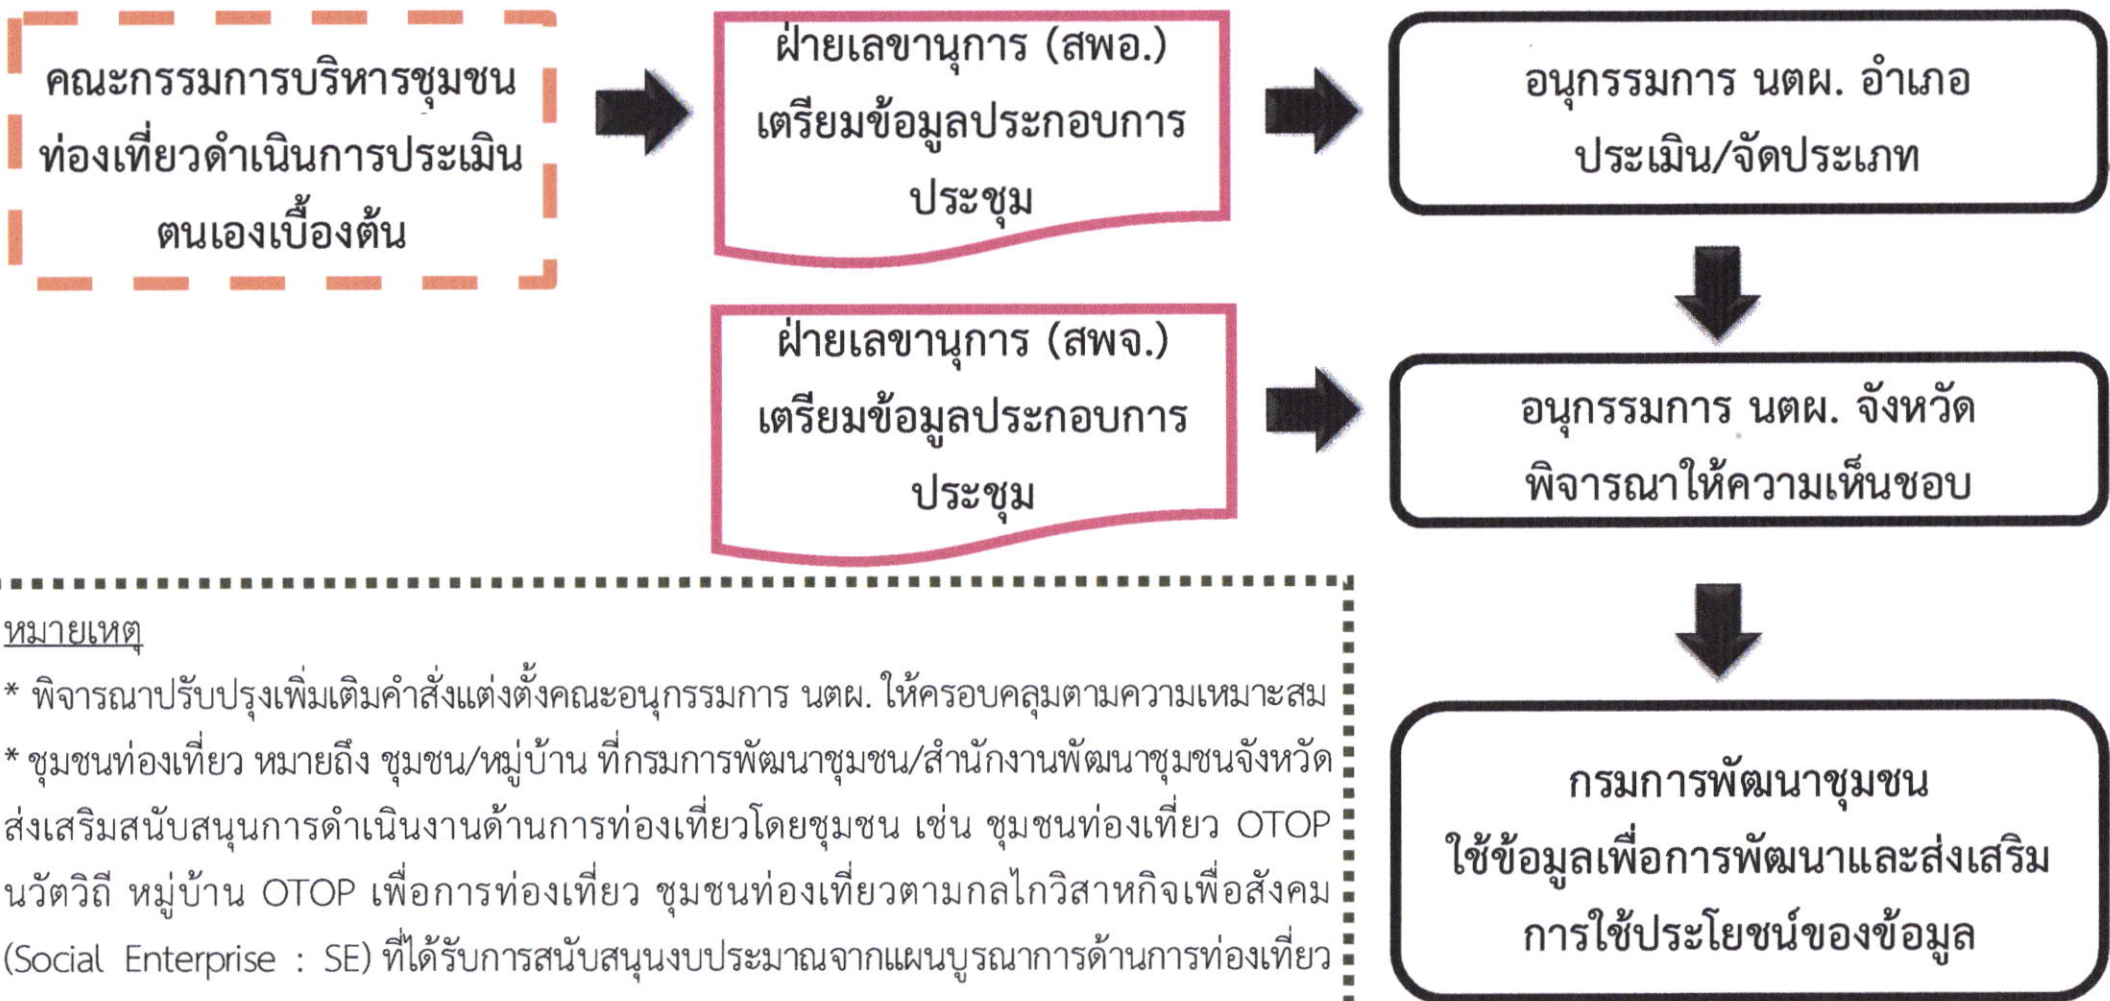 คณะกรรมการบริหารชุมชน
ท่องเที่ยวดำเนินการประเมิน
ตนเองเบื้องต้น
ฝ่ายเลขานุการ (สพอ.)
เตรียมข้อมูลประกอบการ
ประชุม
อนุกรรมการ นตผ. อำเภอ
ประเมิน/จัดประเภท
ฝ่ายเลขานุการ (สพจ.)
เตรียมข้อมูลประกอบการ
ประชุม
อนุกรรมการ นตผ. จังหวัด
พิจารณาให้ความเห็นชอบ
กรมการพัฒนาชุมชน
ใช้ข้อมูลเพื่อการพัฒนาและส่งเสริม
การใช้ประโยชน์ของข้อมูล
หมายเหตุ
* พิจารณาปรับปรุงเพิ่มเติมคำสั่งแต่งตั้งคณะอนุกรรมการ นตผ. ให้ครอบคลุมตามความเหมาะสม
* ชุมชนท่องเที่ยว หมายถึง ชุมชน/หมู่บ้าน ที่กรมการพัฒนาชุมชน/สำนักงานพัฒนาชุมชนจังหวัด
ส่งเสริมสนับสนุนการดำเนินงานด้านการท่องเที่ยวโดยชุมชน เช่น ชุมชนท่องเที่ยว OTOP
นวัตวิถี หมู่บ้าน OTOP เพื่อการท่องเที่ยว ชุมชนท่องเที่ยวตามกลไกวิสาหกิจเพื่อสังคม
(Social Enterprise : SE) ที่ได้รับการสนับสนุนงบประมาณจากแผนบูรณาการด้านการท่องเที่ยว